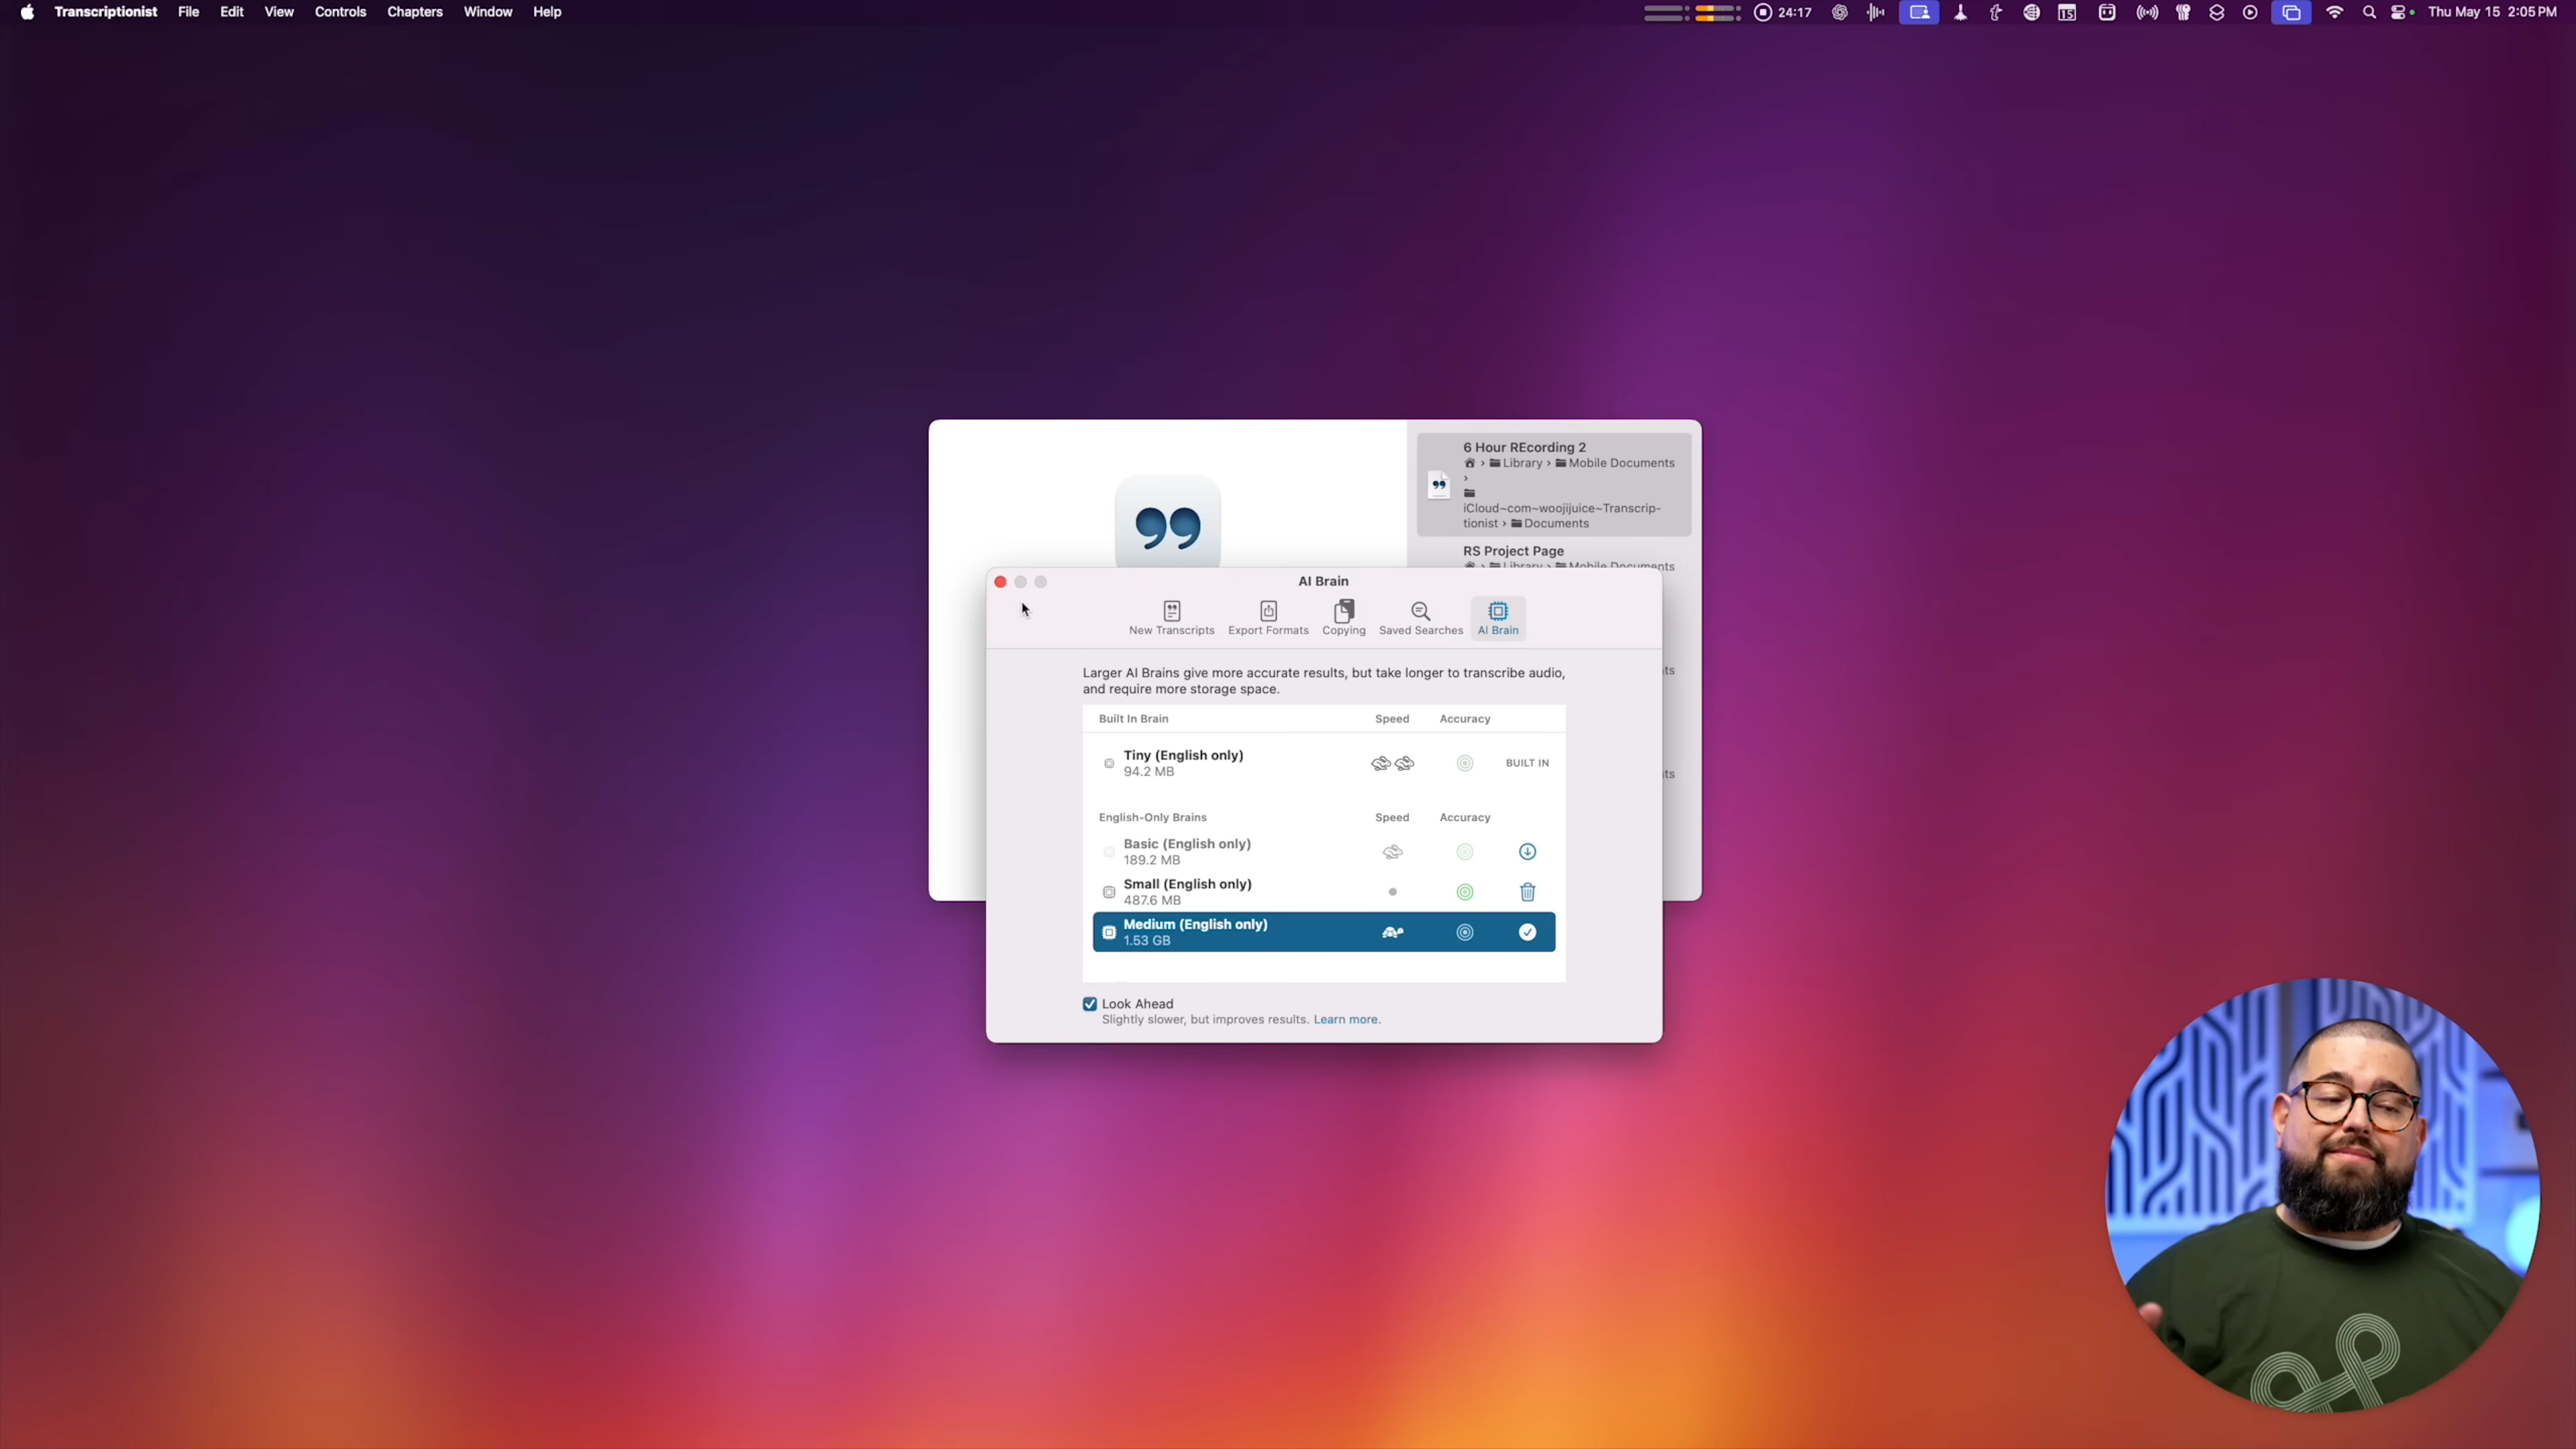 Transcriptionist File Edit View Controls Chapters Window Help
24:17
15
Thu May 15 2:05 PM
6 Hour REcording 2
› Library › Mobile Documents
›
iCloud~com~woojijuice~Transcrip-
tionist › Documents
RS Project Page
› Library › Mobile Documents
AI Brain
New Transcripts Export Formats Copying Saved Searches AI Brain
Larger AI Brains give more accurate results, but take longer to transcribe audio,
and require more storage space.
Built In Brain Speed Accuracy
Tiny (English only)
94.2 MB
BUILT IN
English-Only Brains Speed Accuracy
Basic (English only)
189.2 MB
Small (English only)
487.6 MB
Medium (English only)
1.53 GB
Look Ahead
Slightly slower, but improves results. Learn more.